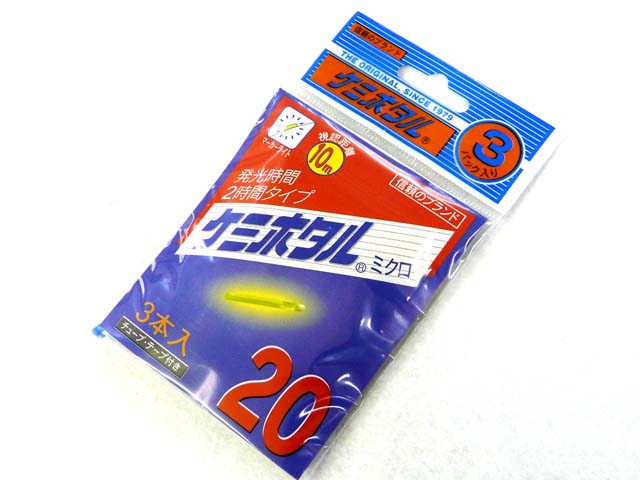 信頼のブランド
THE ORIGINAL, SINCE 1979
ケミホタル®
3
パック入り
マーカーライト
視認距離
10m
発光時間
2時間タイプ
信頼のブランド
ケミホタル®
ミクロ
3本入
チューブ・テープ付き
20